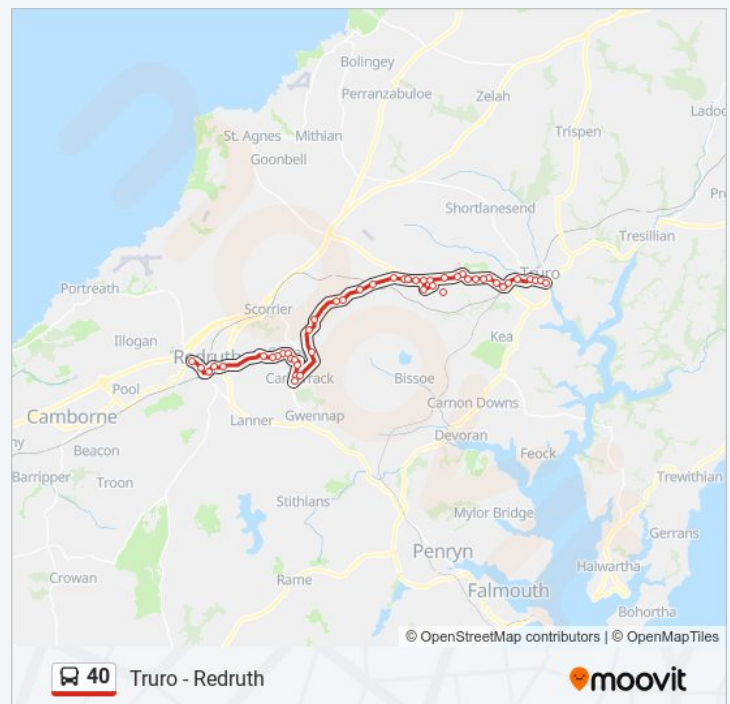 Bolingey
Perranzabuloe
Zelah
Ladoc
St. Agnes
Mithian
Trispen
Goonbell
Shortlanesend
Pr
Tresillian
Truro
Portreath
Scorrier
Illogan
Kea
Redruth
Carharrack
Bissoe
Pool
Carnon Downs
Camborne
Lanner
Gwennap
Devoran
ny
Beacon
Feock
Barripper
Troon
Trewithian
Stithians
Mylor Bridge
Gerrans
Penryn
Halwartha
Crowan
Rame
Falmouth
Bohortha
© OpenStreetMap contributors | © OpenMapTiles
40 Truro - Redruth
moovit